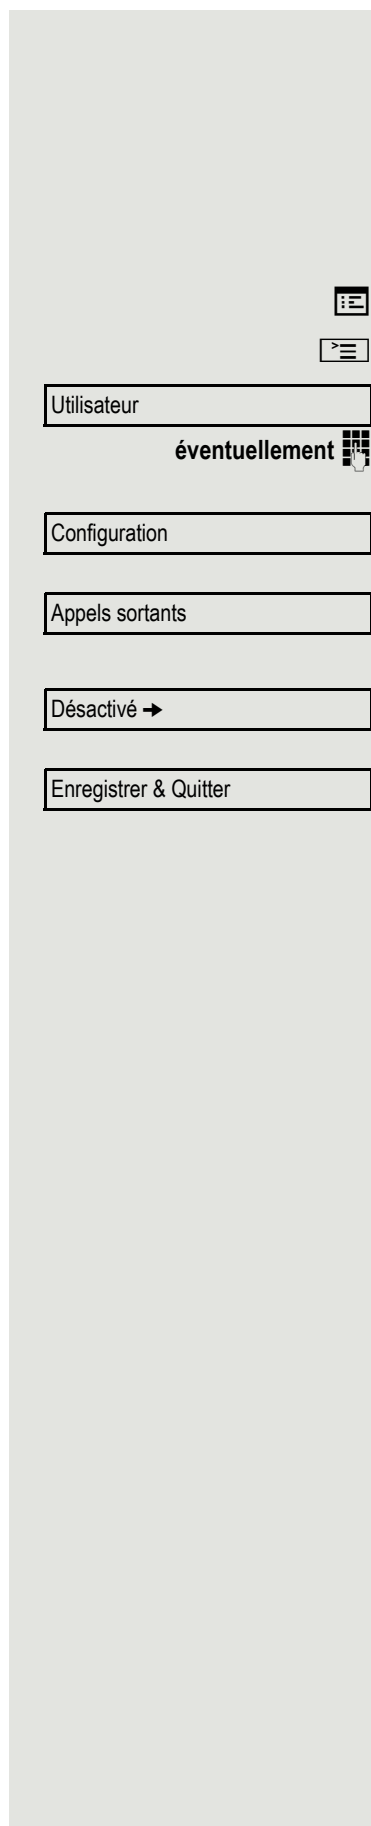 Utilisateur
éventuellement
Configuration
Appels sortants
Désactivé ➔
Enregistrer & Quitter